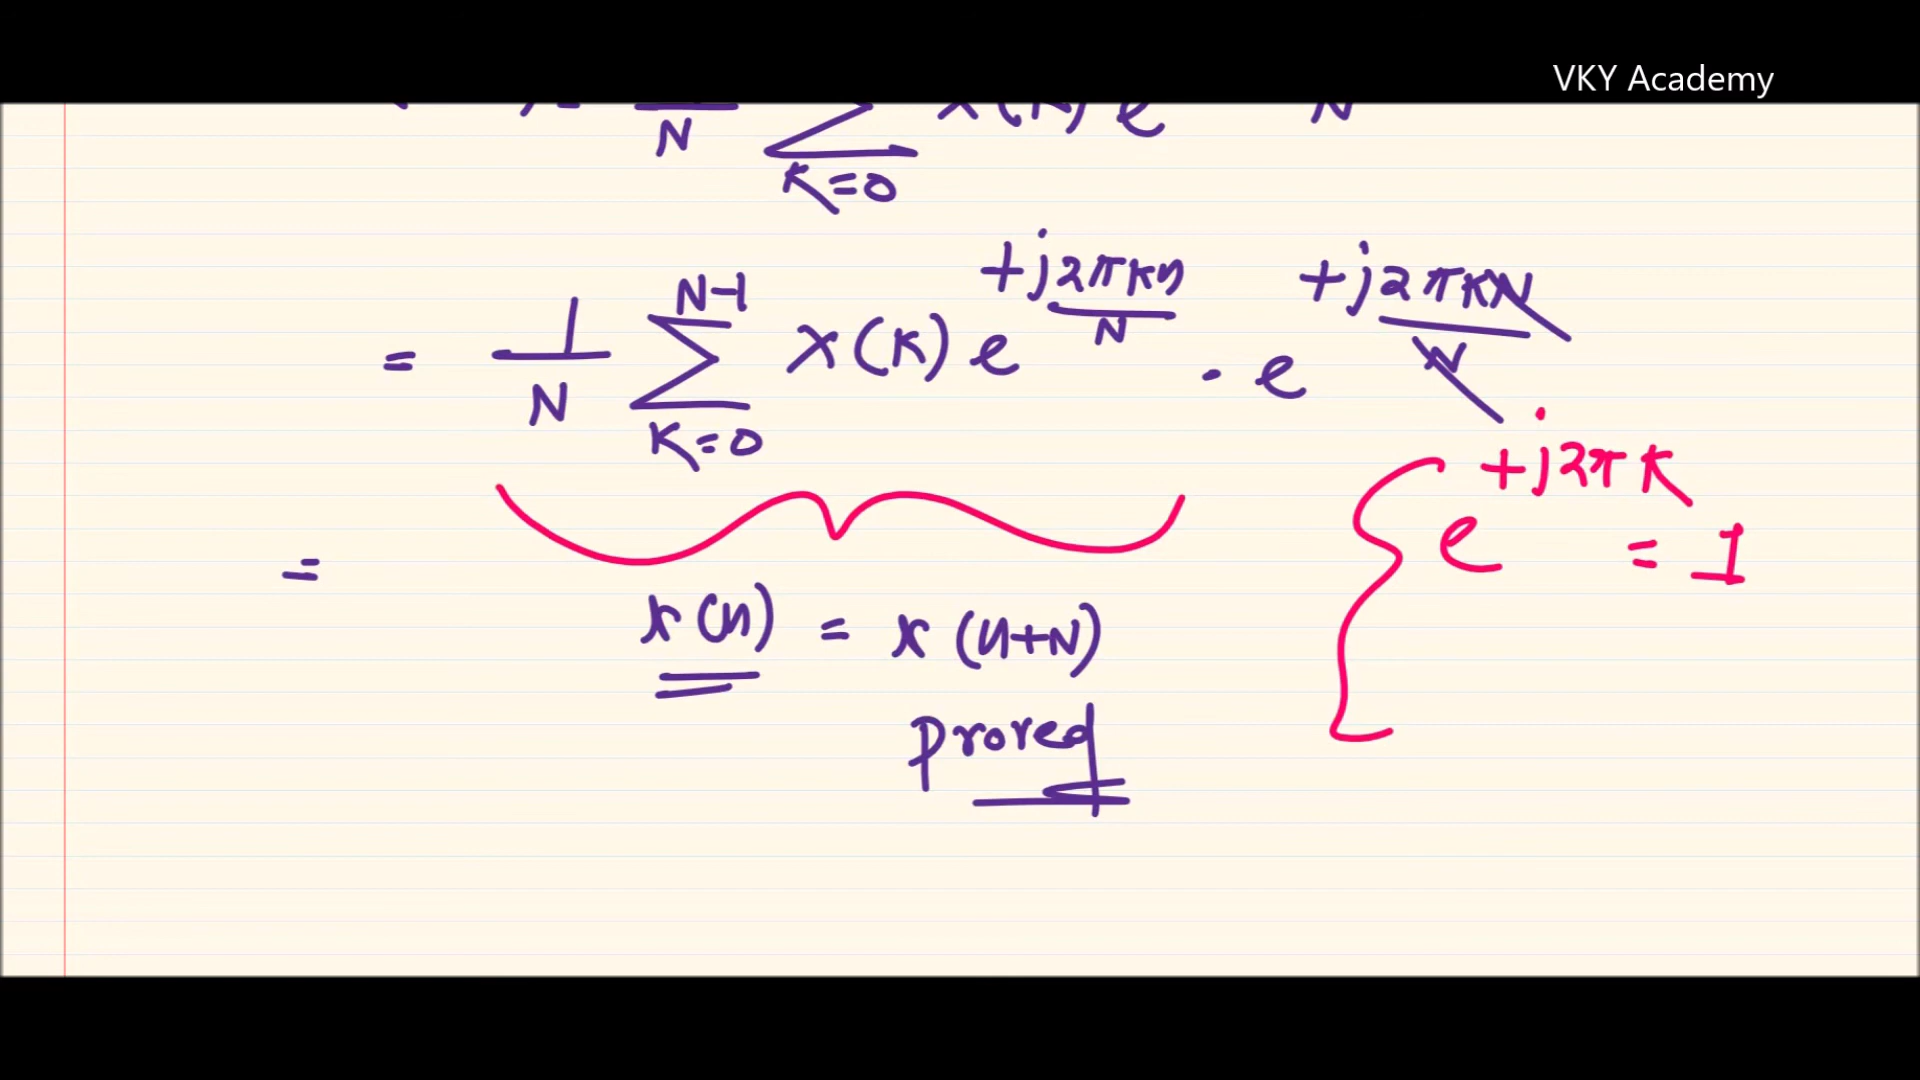 VKY Academy
N Σ X(K) e N
K=0
= 1/N Σ N-1 K=0 X(K) e +j2πKn/N . e +j2πKN/N
e +j2πK = 1
=
x(n) = x(n+N)
proved